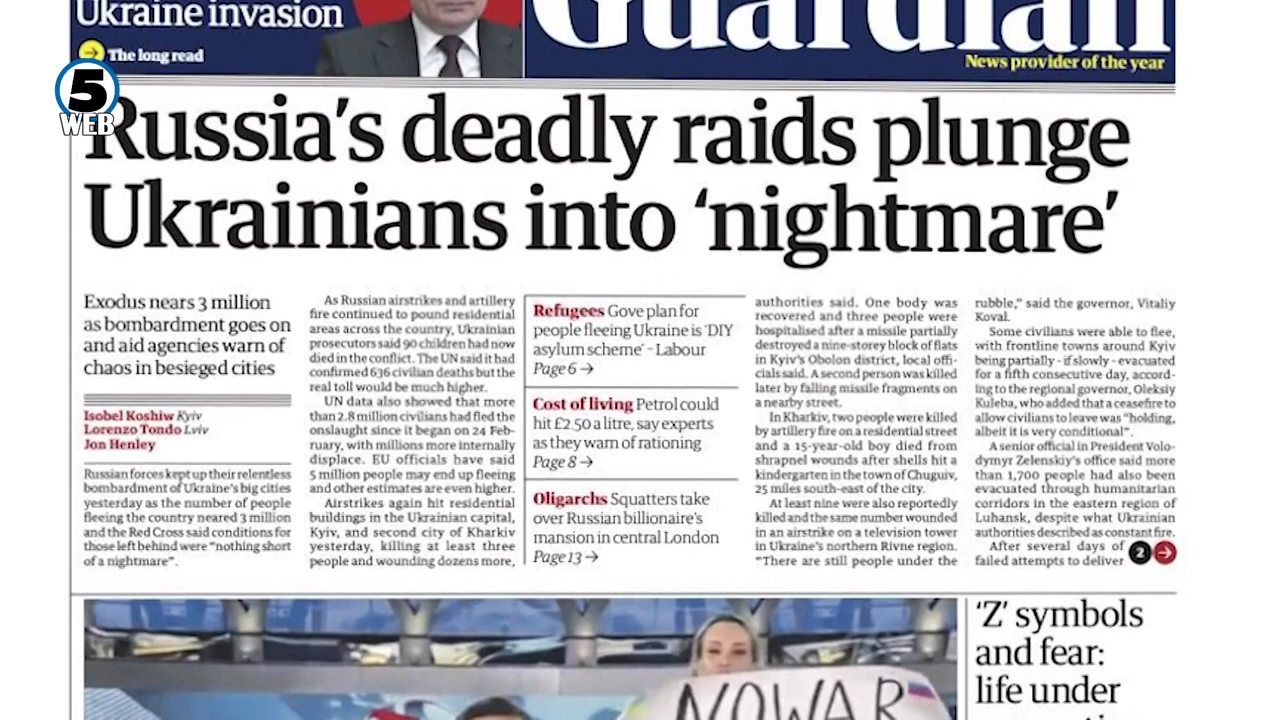 Ukraine invasion
The long read
Guardian
News provider of the year
5
WEB
Russia's deadly raids plunge
Ukrainians into 'nightmare'
Exodus nears 3 million
as bombardment goes on
and aid agencies warn of
chaos in besieged cities
Isobel Koshiw Kyiv
Lorenzo Tondo Lviv
Jon Henley
Russian forces kept up their relentless
bombardment of Ukraine's big cities
yesterday as the number of people
fleeing the country neared 3 million
and the Red Cross said conditions for
those left behind were "nothing short
of a nightmare".
As Russian airstrikes and artillery
fire continued to pound residential
areas across the country, Ukrainian
prosecutors said 90 children had now
died in the conflict. The UN said it had
confirmed 636 civilian deaths but the
real toll would be much higher.
UN data also showed that more
than 2.8 million civilians had fled the
onslaught since it began on 24 Feb-
ruary, with millions more internally
displace. EU officials have said
5 million people may end up fleeing
and other estimates are even higher.
Airstrikes again hit residential
buildings in the Ukrainian capital,
Kyiv, and second city of Kharkiv
yesterday, killing at least three
people and wounding dozens more,
Refugees Gove plan for
people fleeing Ukraine is 'DIY
asylum scheme' - Labour
Page 6 →
Cost of living Petrol could
hit £2.50 a litre, say experts
as they warn of rationing
Page 8 →
Oligarchs Squatters take
over Russian billionaire's
mansion in central London
Page 13 →
authorities said. One body was
recovered and three people were
hospitalised after a missile partially
destroyed a nine-storey block of flats
in Kyiv's Obolon district, local offi-
cials said. A second person was killed
later by falling missile fragments on
a nearby street.
In Kharkiv, two people were killed
by artillery fire on a residential street
and a 15-year-old boy died from
shrapnel wounds after shells hit a
kindergarten in the town of Chuguiv,
25 miles south-east of the city.
At least nine were also reportedly
killed and the same number wounded
in an airstrike on a television tower
in Ukraine's northern Rivne region.
"There are still people under the
rubble," said the governor, Vitaliy
Koval.
Some civilians were able to flee,
with frontline towns around Kyiv
being partially - if slowly - evacuated
for a fifth consecutive day, accord-
ing to the regional governor, Oleksiy
Kuleba, who added that a ceasefire to
allow civilians to leave was "holding,
albeit it is very conditional".
A senior official in President Volo-
dymyr Zelenskiy's office said more
than 1,700 people had also been
evacuated through humanitarian
corridors in the eastern region of
Luhansk, despite what Ukrainian
authorities described as constant fire.
After several days of
failed attempts to deliver
2 →
NO WAR
'Z' symbols
and fear:
life under